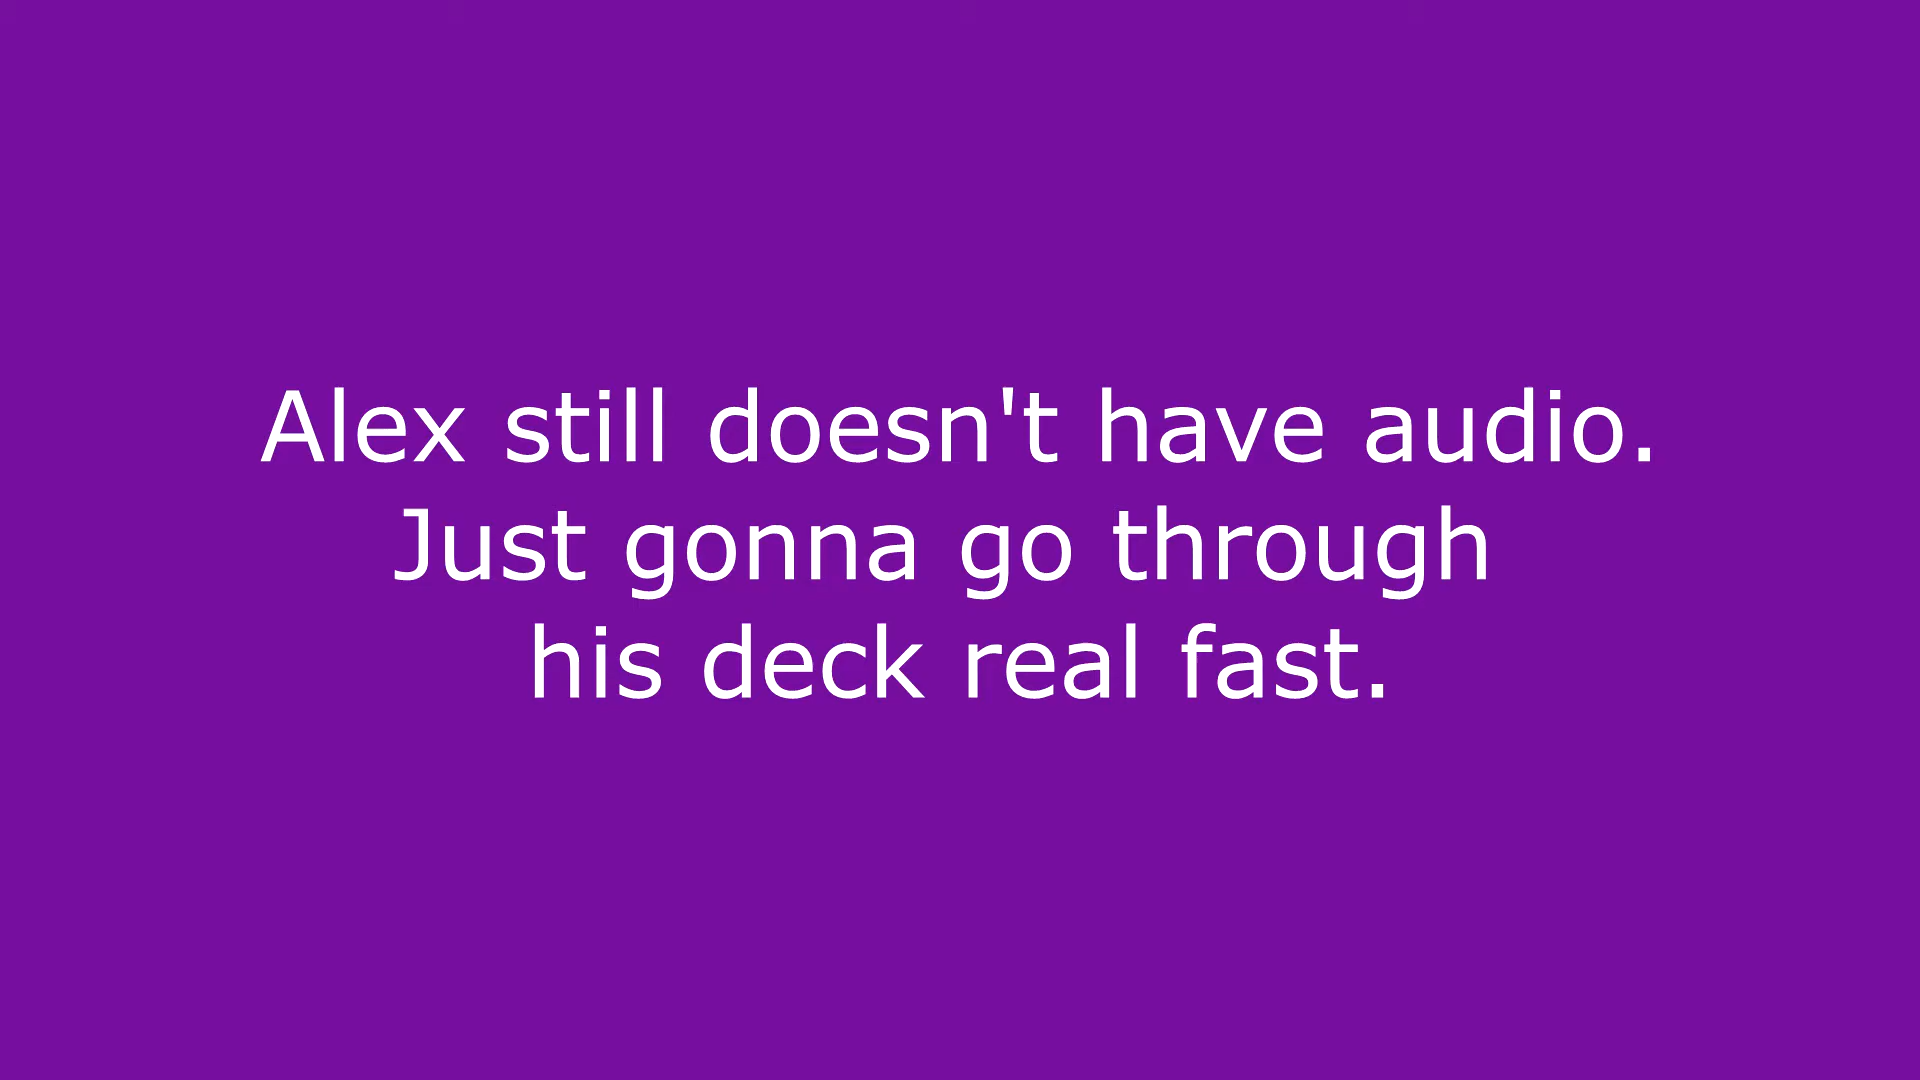 Alex still doesn't have audio.
Just gonna go through
his deck real fast.